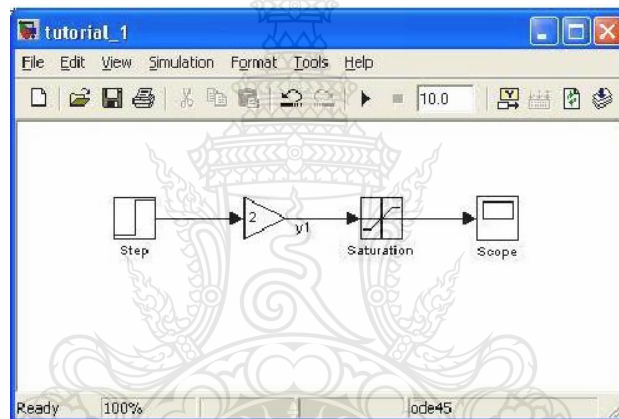 tutorial_1
File Edit View Simulation Format Tools Help
10.0
2
y1
Step
Saturation
Scope
Ready 100% ode45